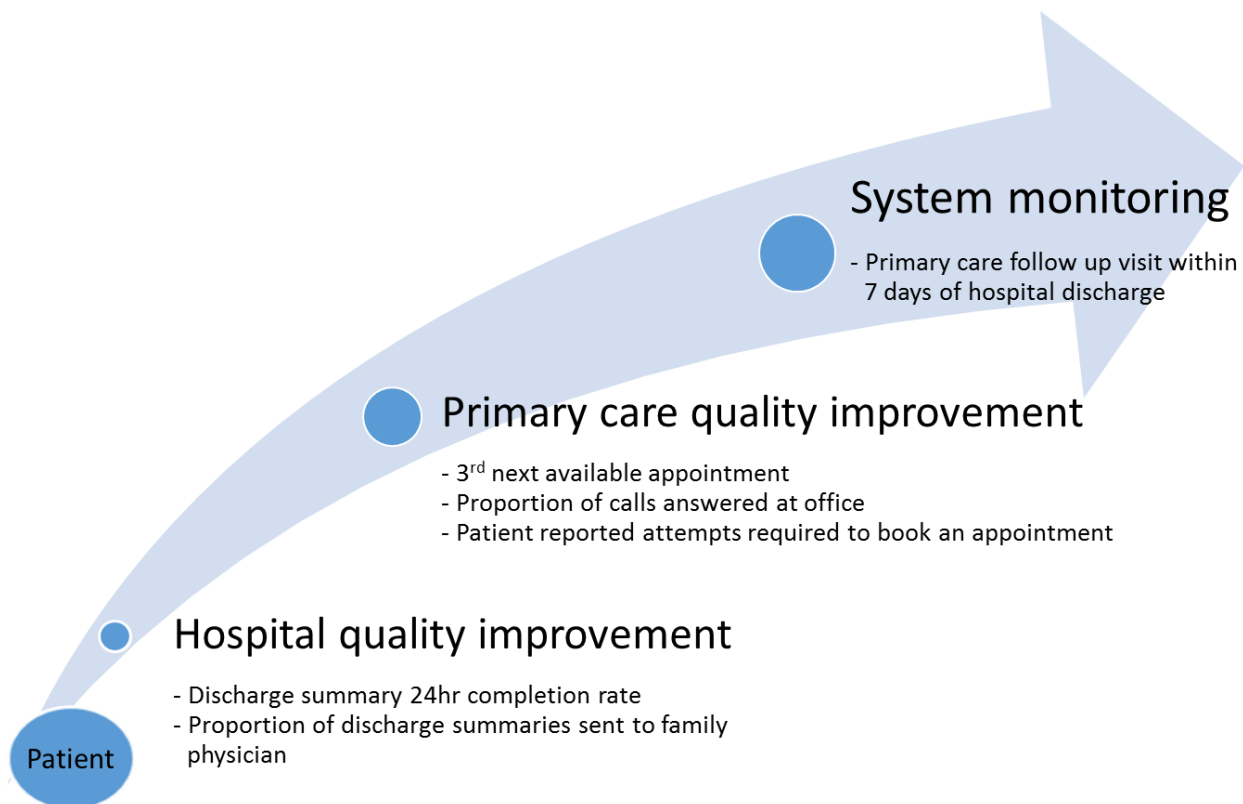 System monitoring
- Primary care follow up visit within
7 days of hospital discharge
Primary care quality improvement
- 3rd next available appointment
- Proportion of calls answered at office
- Patient reported attempts required to book an appointment
Hospital quality improvement
- Discharge summary 24hr completion rate
- Proportion of discharge summaries sent to family
physician
Patient